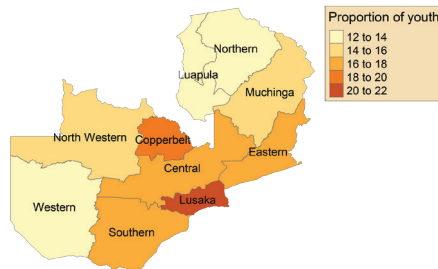 Proportion of youth
12 to 14
14 to 16
16 to 18
18 to 20
20 to 22
Northern
Luapula
Muchinga
North Western
Copperbelt
Eastern
Central
Western
Lusaka
Southern